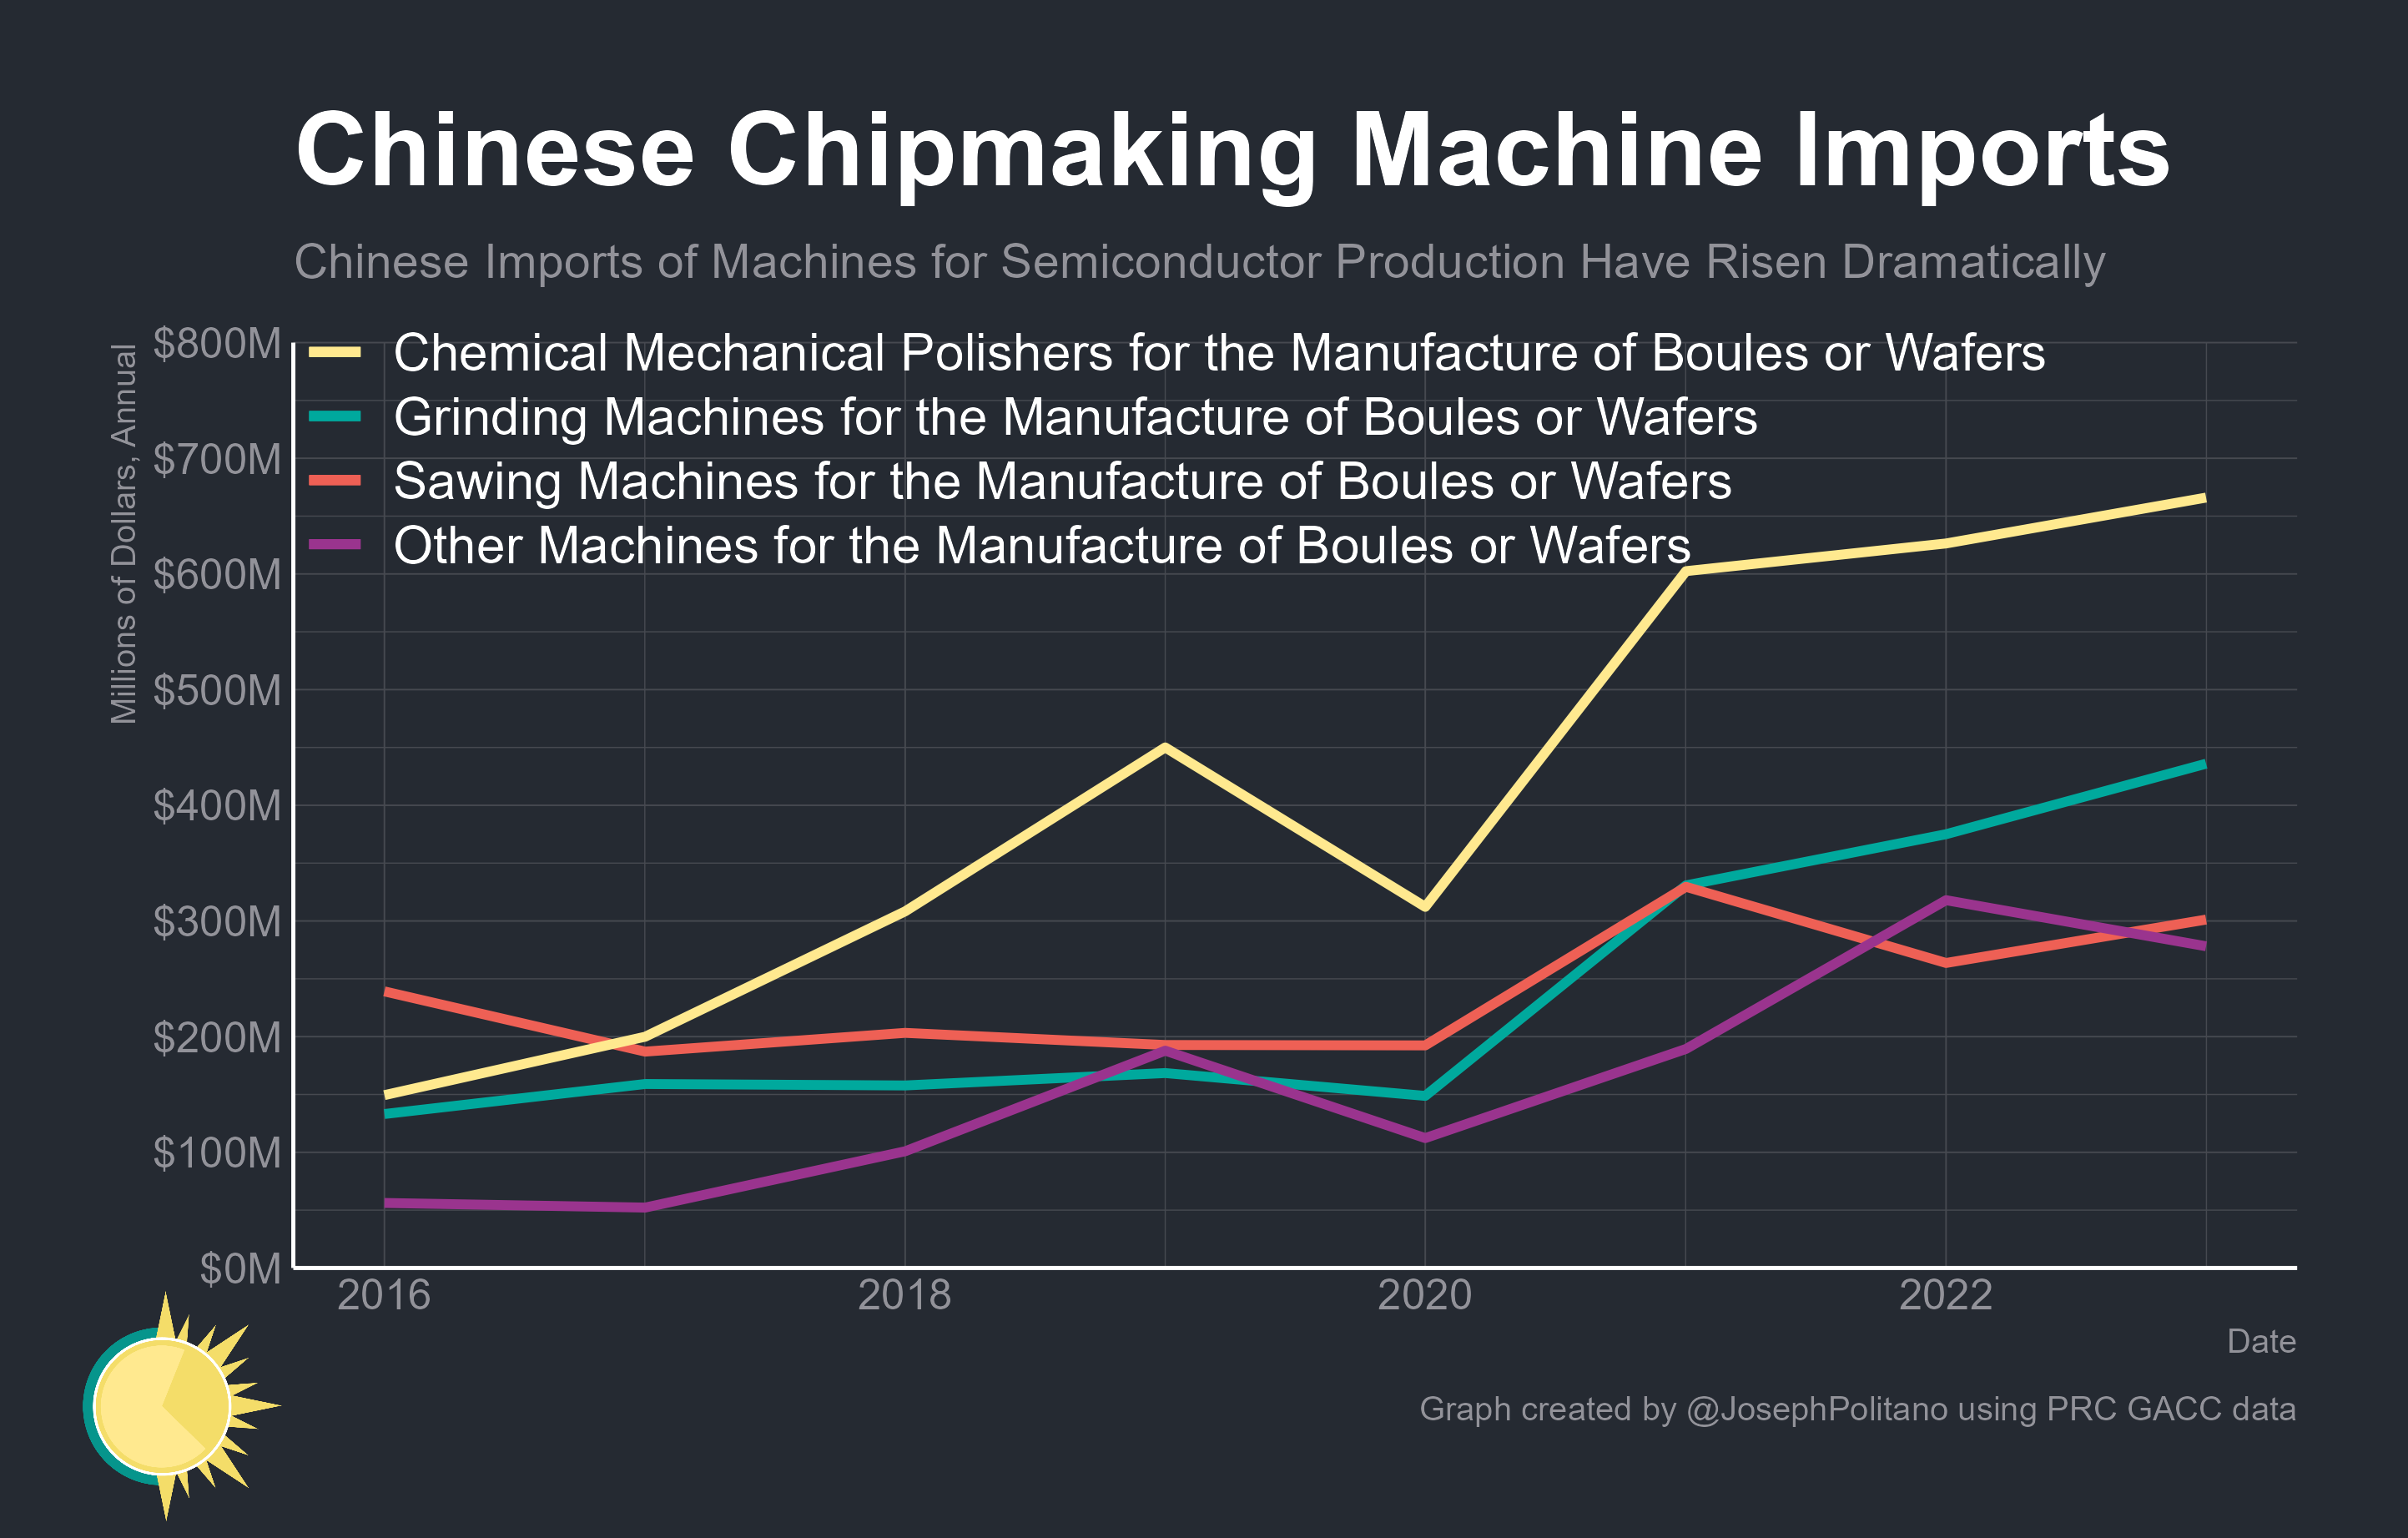 Chinese Chipmaking Machine Imports
Chinese Imports of Machines for Semiconductor Production Have Risen Dramatically
Millions of Dollars, Annual
$800M
$700M
$600M
$500M
$400M
$300M
$200M
$100M
$0M
Chemical Mechanical Polishers for the Manufacture of Boules or Wafers
Grinding Machines for the Manufacture of Boules or Wafers
Sawing Machines for the Manufacture of Boules or Wafers
Other Machines for the Manufacture of Boules or Wafers
2016 2018 2020 2022
Date
Graph created by @JosephPolitano using PRC GACC data